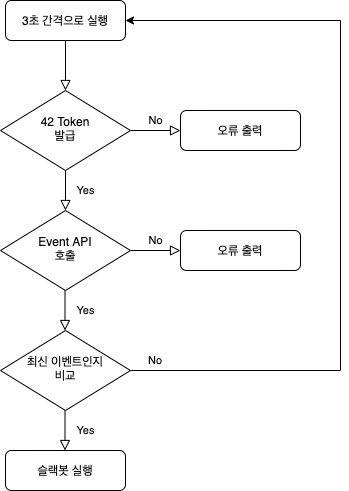 3초 간격으로 실행
42 Token
발급
No
오류 출력
Yes
Event API
호출
No
오류 출력
Yes
최신 이벤트인지
비교
No
Yes
슬랙봇 실행